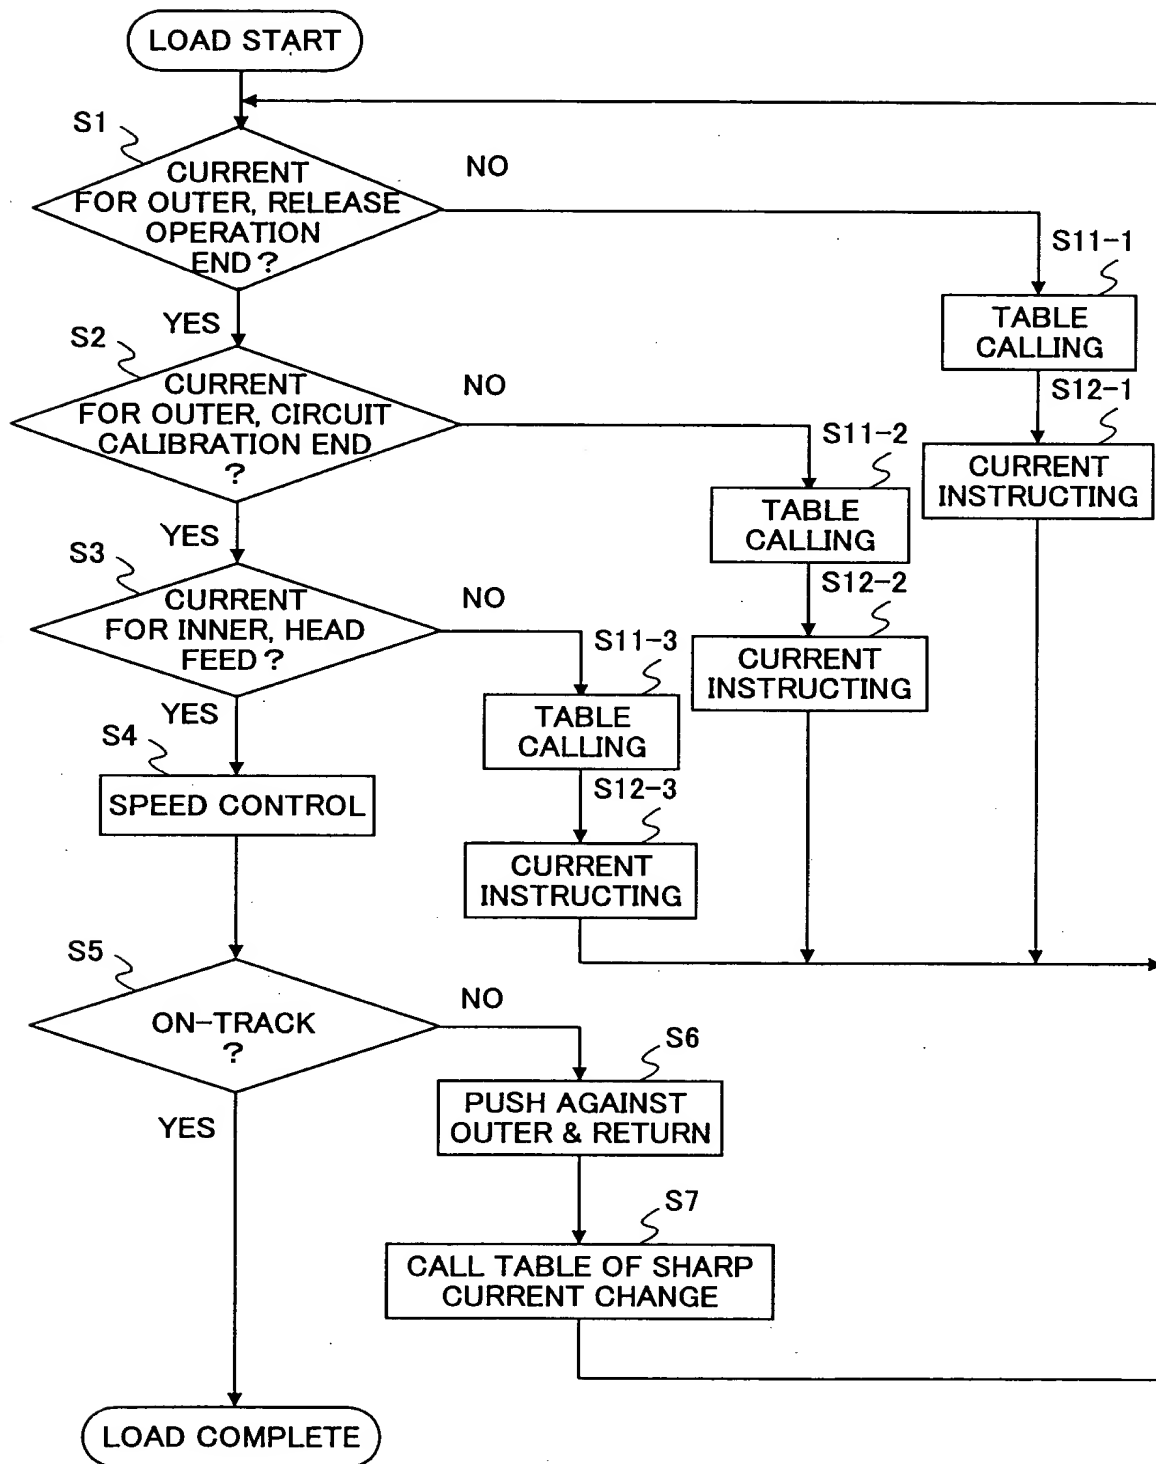 LOAD START
S1
CURRENT
FOR OUTER, RELEASE
OPERATION
END?
NO
YES
S11-1
TABLE
CALLING
S12-1
CURRENT
INSTRUCTING
S2
CURRENT
FOR OUTER, CIRCUIT
CALIBRATION END
?
NO
YES
S11-2
TABLE
CALLING
S12-2
CURRENT
INSTRUCTING
S3
CURRENT
FOR INNER, HEAD
FEED?
NO
YES
S11-3
TABLE
CALLING
S12-3
CURRENT
INSTRUCTING
S4
SPEED CONTROL
S5
ON-TRACK
?
NO
YES
S6
PUSH AGAINST
OUTER & RETURN
S7
CALL TABLE OF SHARP
CURRENT CHANGE
LOAD COMPLETE